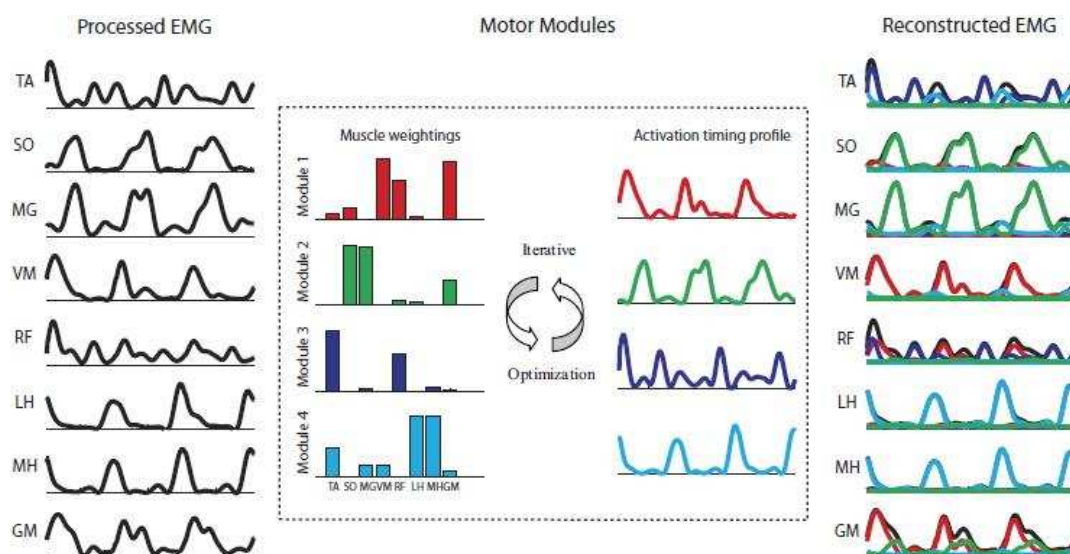 Processed EMG
Motor Modules
Reconstructed EMG
TA
SO
MG
VM
RF
LH
MH
GM
Muscle weightings
Activation timing profile
Module 1
Module 2
Module 3
Module 4
TA SO MG VM RF LH MH GM
Iterative
Optimization
TA
SO
MG
VM
RF
LH
MH
GM